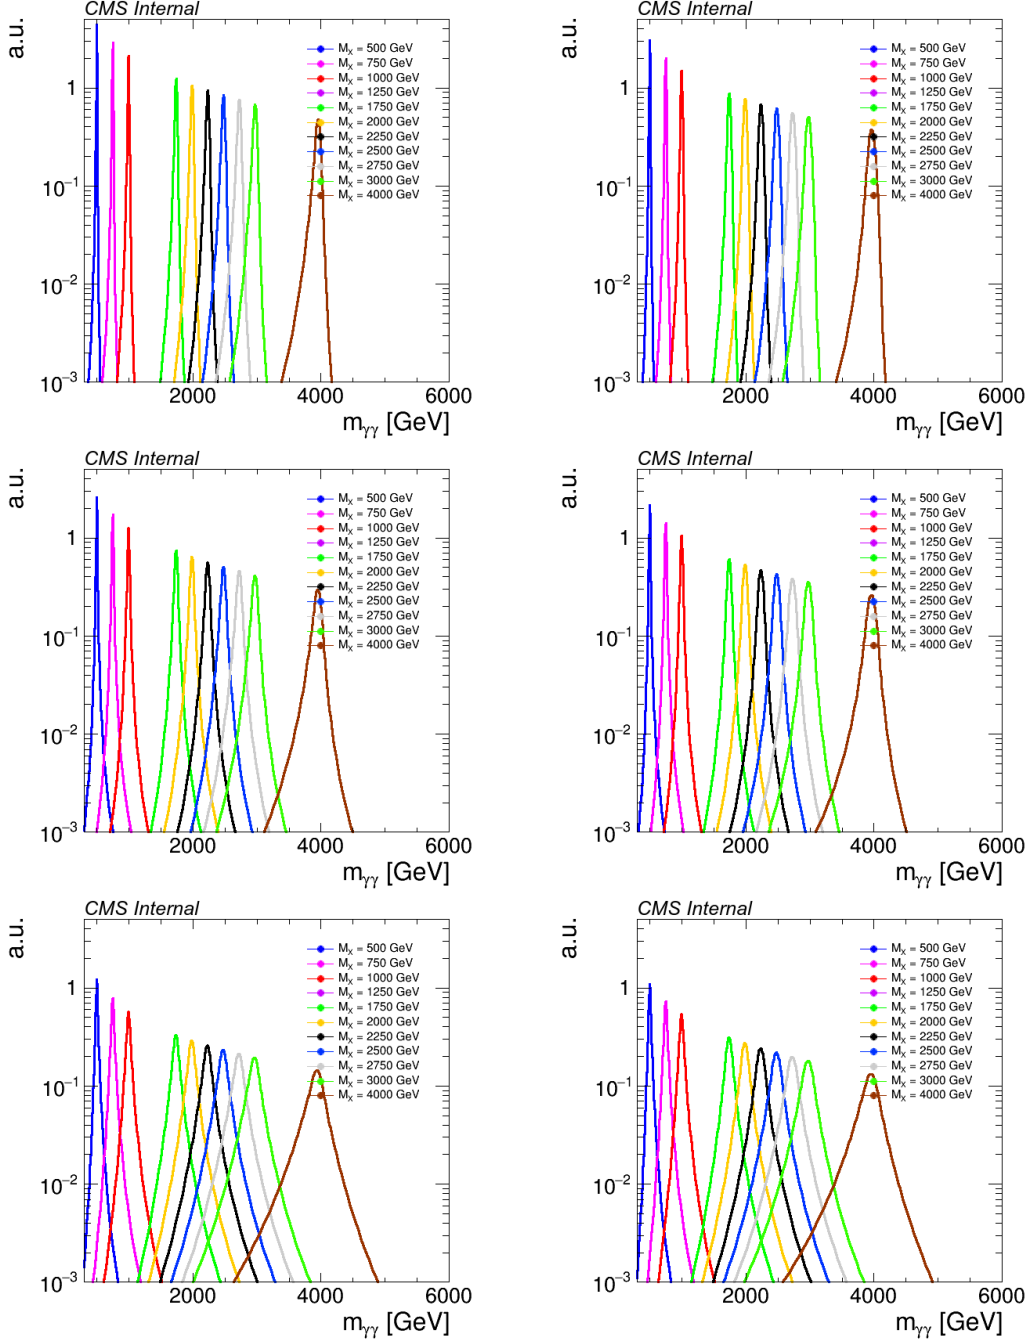 CMS Internal
a.u.
M_X = 500 GeV
M_X = 750 GeV
M_X = 1000 GeV
M_X = 1250 GeV
M_X = 1750 GeV
M_X = 2000 GeV
M_X = 2250 GeV
M_X = 2500 GeV
M_X = 2750 GeV
M_X = 3000 GeV
M_X = 4000 GeV
1
10⁻¹
10⁻²
10⁻³
2000 4000 6000
m_γγ [GeV]
CMS Internal
a.u.
M_X = 500 GeV
M_X = 750 GeV
M_X = 1000 GeV
M_X = 1250 GeV
M_X = 1750 GeV
M_X = 2000 GeV
M_X = 2250 GeV
M_X = 2500 GeV
M_X = 2750 GeV
M_X = 3000 GeV
M_X = 4000 GeV
1
10⁻¹
10⁻²
10⁻³
2000 4000 6000
m_γγ [GeV]
CMS Internal
a.u.
M_X = 500 GeV
M_X = 750 GeV
M_X = 1000 GeV
M_X = 1250 GeV
M_X = 1750 GeV
M_X = 2000 GeV
M_X = 2250 GeV
M_X = 2500 GeV
M_X = 2750 GeV
M_X = 3000 GeV
M_X = 4000 GeV
1
10⁻¹
10⁻²
10⁻³
2000 4000 6000
m_γγ [GeV]
CMS Internal
a.u.
M_X = 500 GeV
M_X = 750 GeV
M_X = 1000 GeV
M_X = 1250 GeV
M_X = 1750 GeV
M_X = 2000 GeV
M_X = 2250 GeV
M_X = 2500 GeV
M_X = 2750 GeV
M_X = 3000 GeV
M_X = 4000 GeV
1
10⁻¹
10⁻²
10⁻³
2000 4000 6000
m_γγ [GeV]
CMS Internal
a.u.
M_X = 500 GeV
M_X = 750 GeV
M_X = 1000 GeV
M_X = 1250 GeV
M_X = 1750 GeV
M_X = 2000 GeV
M_X = 2250 GeV
M_X = 2500 GeV
M_X = 2750 GeV
M_X = 3000 GeV
M_X = 4000 GeV
1
10⁻¹
10⁻²
10⁻³
2000 4000 6000
m_γγ [GeV]
CMS Internal
a.u.
M_X = 500 GeV
M_X = 750 GeV
M_X = 1000 GeV
M_X = 1250 GeV
M_X = 1750 GeV
M_X = 2000 GeV
M_X = 2250 GeV
M_X = 2500 GeV
M_X = 2750 GeV
M_X = 3000 GeV
M_X = 4000 GeV
1
10⁻¹
10⁻²
10⁻³
2000 4000 6000
m_γγ [GeV]